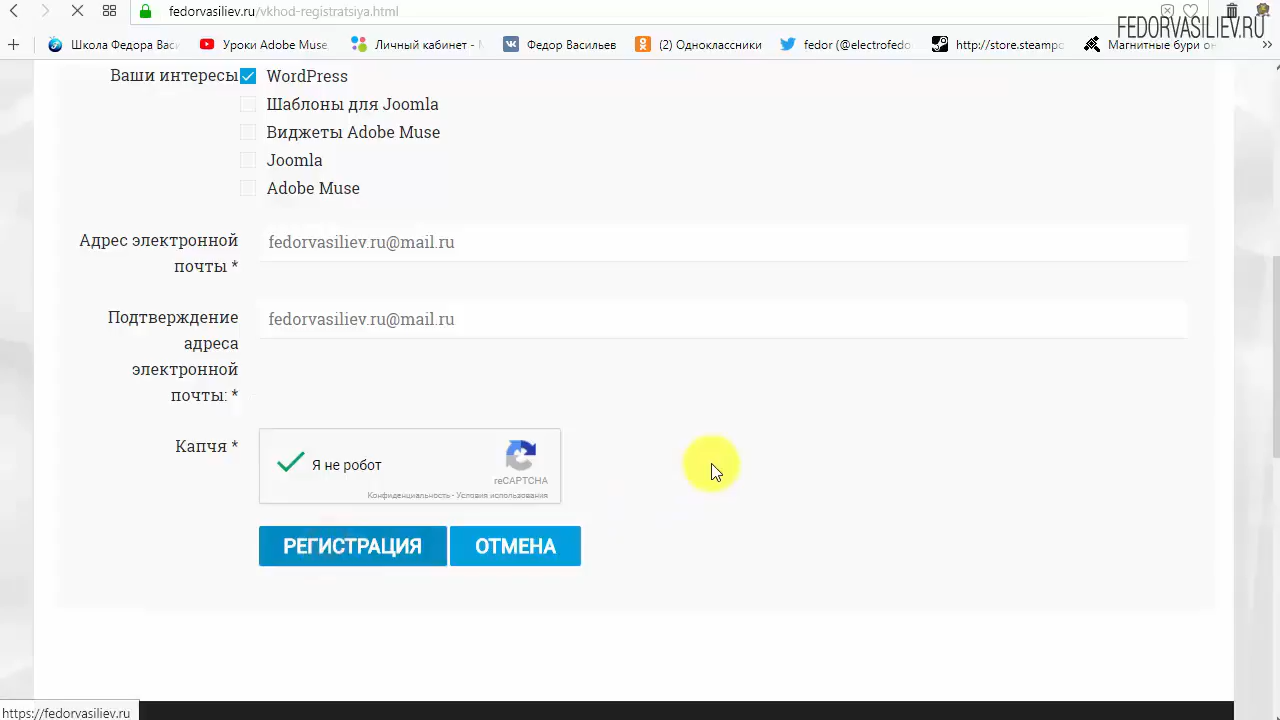 fedorvasiliev.ru/vkhod-registratsiya.html
FEDORVASILIEV.RU
Школа Федора Васи
Уроки Adobe Muse
Личный кабинет -
Федор Васильев
(2) Одноклассники
fedor (@electrofedo
http://store.steampo
Магнитные бури он
Ваши интересы WordPress
Шаблоны для Joomla
Виджеты Adobe Muse
Joomla
Adobe Muse
Адрес электронной
почты *
fedorvasiliev.ru@mail.ru
Подтверждение
адреса
электронной
почты: *
fedorvasiliev.ru@mail.ru
Капчя *
Я не робот
reCAPTCHA
Конфиденциальность - Условия использования
РЕГИСТРАЦИЯ ОТМЕНА
https://fedorvasiliev.ru